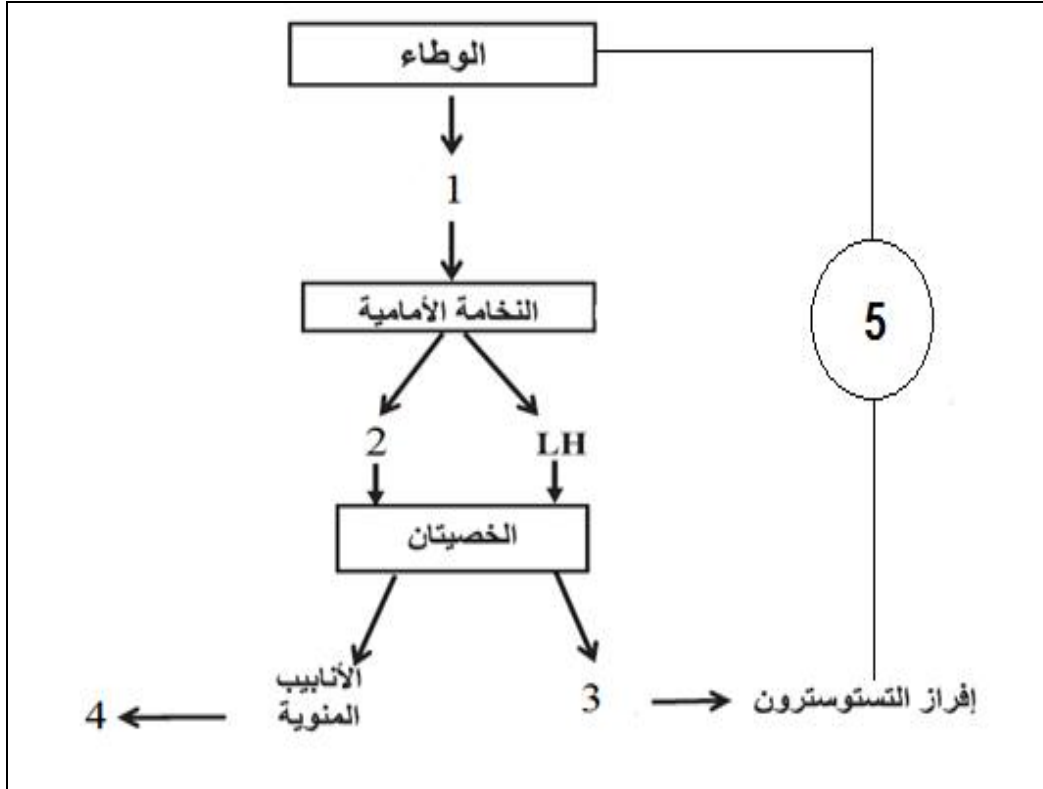 الوطاء
1
النخامة الأمامية
5
2
LH
الخصيتان
الأنابيب
المنوية
4
3
إفراز التستوسترون